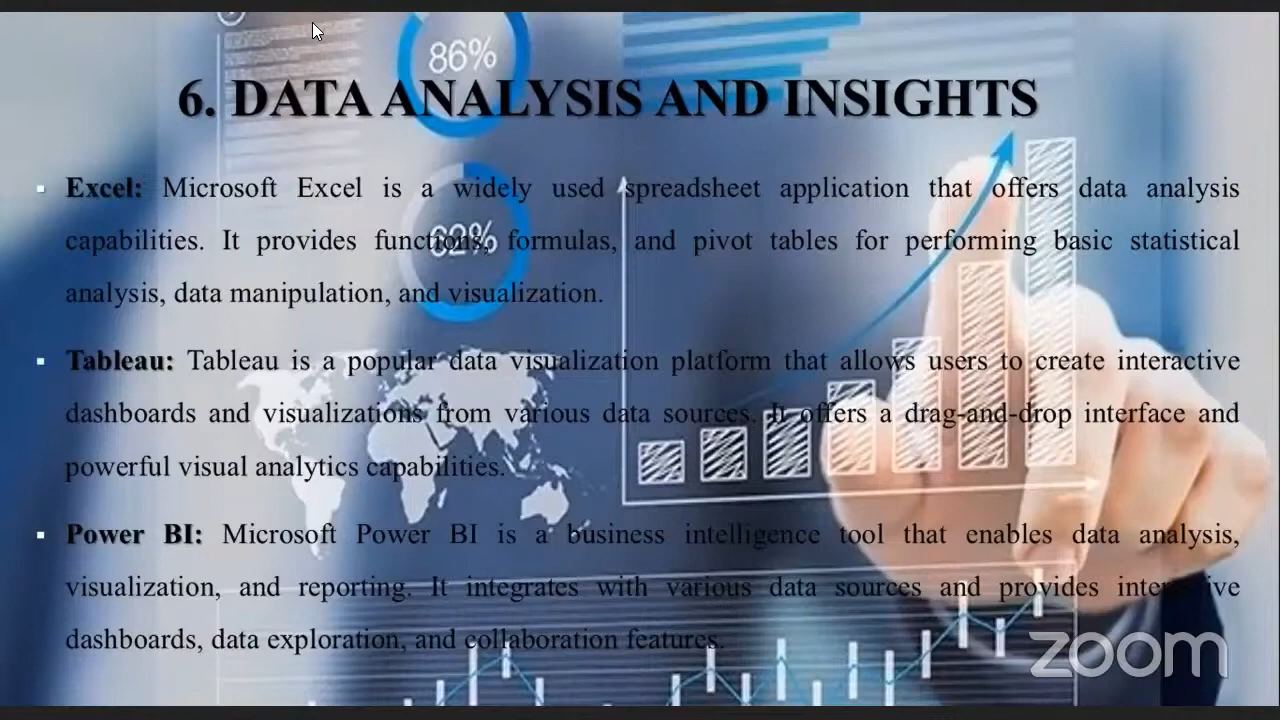 86%
6. DATA ANALYSIS AND INSIGHTS
Excel: Microsoft Excel is a widely used spreadsheet application that offers data analysis
62%
capabilities. It provides functions, formulas, and pivot tables for performing basic statistical
analysis, data manipulation, and visualization.
Tableau: Tableau is a popular data visualization platform that allows users to create interactive
dashboards and visualizations from various data sources. It offers a drag-and-drop interface and
powerful visual analytics capabilities.
Power BI: Microsoft Power BI is a business intelligence tool that enables data analysis,
visualization, and reporting. It integrates with various data sources and provides interactive
dashboards, data exploration, and collaboration features.
zoom